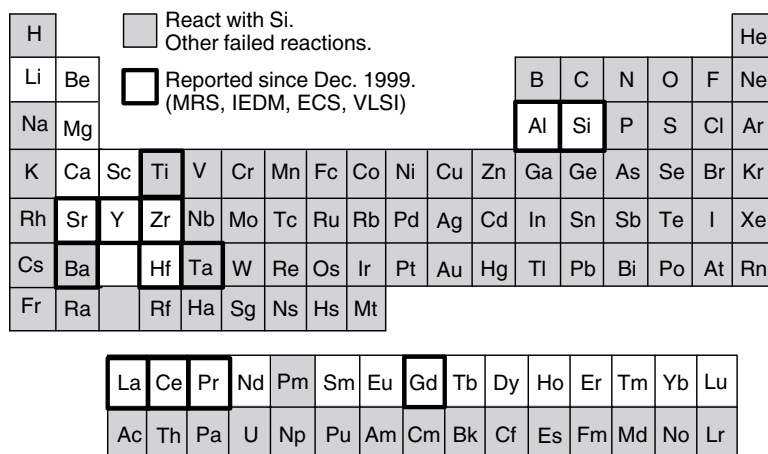 H React with Si. He
Other failed reactions.
Li Be Reported since Dec. 1999. B C N O F Ne
(MRS, IEDM, ECS, VLSI)
Na Mg Al Si P S Cl Ar
K Ca Sc Ti V Cr Mn Fc Co Ni Cu Zn Ga Ge As Se Br Kr
Rh Sr Y Zr Nb Mo Tc Ru Rb Pd Ag Cd In Sn Sb Te I Xe
Cs Ba Hf Ta W Re Os Ir Pt Au Hg Tl Pb Bi Po At Rn
Fr Ra Rf Ha Sg Ns Hs Mt
La Ce Pr Nd Pm Sm Eu Gd Tb Dy Ho Er Tm Yb Lu
Ac Th Pa U Np Pu Am Cm Bk Cf Es Fm Md No Lr